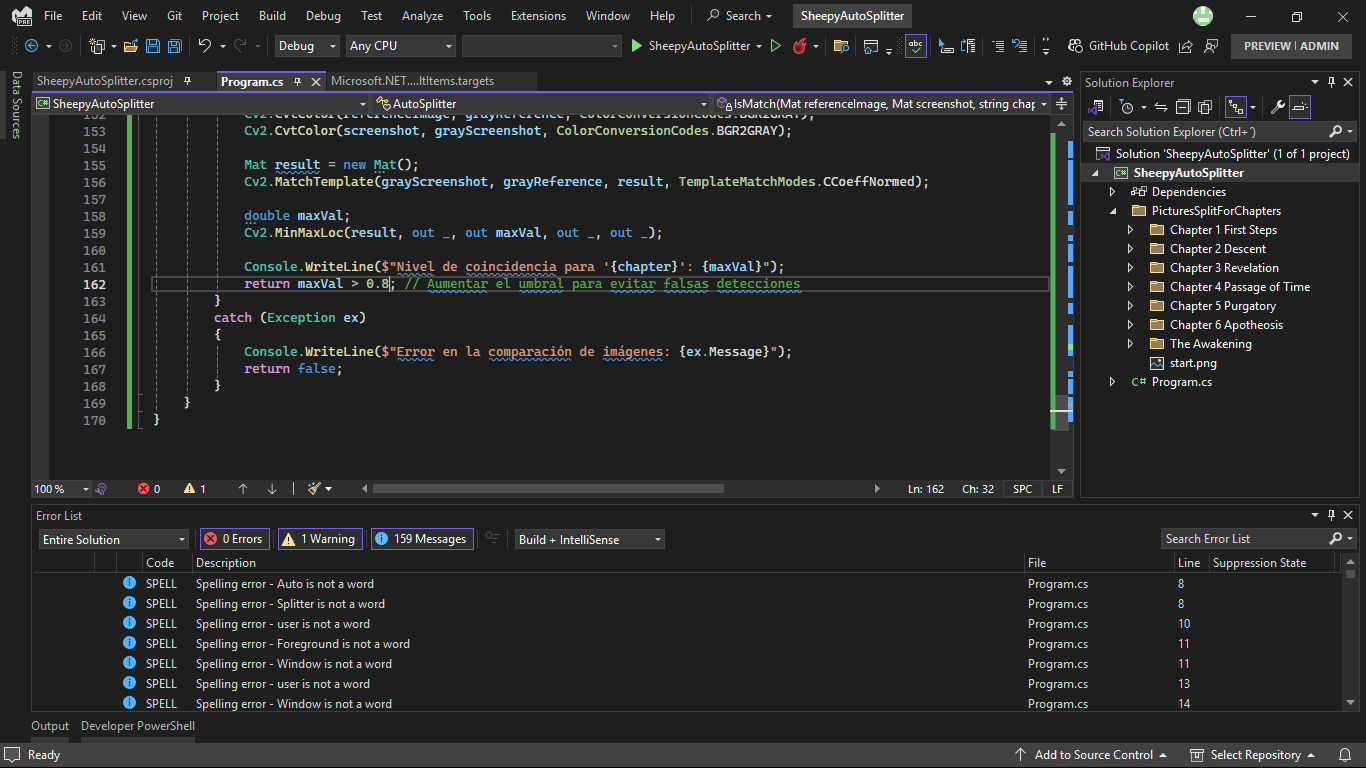 File Edit View Git Project Build Debug Test Analyze Tools Extensions Window Help Search SheepyAutoSplitter
PRE
Debug Any CPU SheepyAutoSplitter abc GitHub Copilot PREVIEW | ADMIN
Data Sources
SheepyAutoSplitter.csproj Program.cs Microsoft.NET....ItItems.targets
C# SheepyAutoSplitter AutoSplitter IsMatch(Mat referenceImage, Mat screenshot, string chap
152 Cv2.CvtColor(referenceImage, grayReference, ColorConversionCodes.BGR2GRAY);
153 Cv2.CvtColor(screenshot, grayScreenshot, ColorConversionCodes.BGR2GRAY);
154
155 Mat result = new Mat();
156 Cv2.MatchTemplate(grayScreenshot, grayReference, result, TemplateMatchModes.CCoeffNormed);
157
158 double maxVal;
159 Cv2.MinMaxLoc(result, out _, out maxVal, out _, out _);
160
161 Console.WriteLine($"Nivel de coincidencia para '{chapter}': {maxVal}");
162 return maxVal > 0.8; // Aumentar el umbral para evitar falsas detecciones
163 }
164 catch (Exception ex)
165 {
166 Console.WriteLine($"Error en la comparación de imágenes: {ex.Message}");
167 return false;
168 }
169 }
170 }
100 % 0 1 Ln: 162 Ch: 32 SPC LF
Solution Explorer
Search Solution Explorer (Ctrl+´)
Solution 'SheepyAutoSplitter' (1 of 1 project)
C# SheepyAutoSplitter
Dependencies
PicturesSplitForChapters
Chapter 1 First Steps
Chapter 2 Descent
Chapter 3 Revelation
Chapter 4 Passage of Time
Chapter 5 Purgatory
Chapter 6 Apotheosis
The Awakening
start.png
C# Program.cs
Error List
Entire Solution 0 Errors 1 Warning 159 Messages Build + IntelliSense Search Error List
Code Description File Line Suppression State
SPELL Spelling error - Auto is not a word Program.cs 8
SPELL Spelling error - Splitter is not a word Program.cs 8
SPELL Spelling error - user is not a word Program.cs 10
SPELL Spelling error - Foreground is not a word Program.cs 11
SPELL Spelling error - Window is not a word Program.cs 11
SPELL Spelling error - user is not a word Program.cs 13
SPELL Spelling error - Window is not a word Program.cs 14
Output Developer PowerShell
Ready Add to Source Control Select Repository